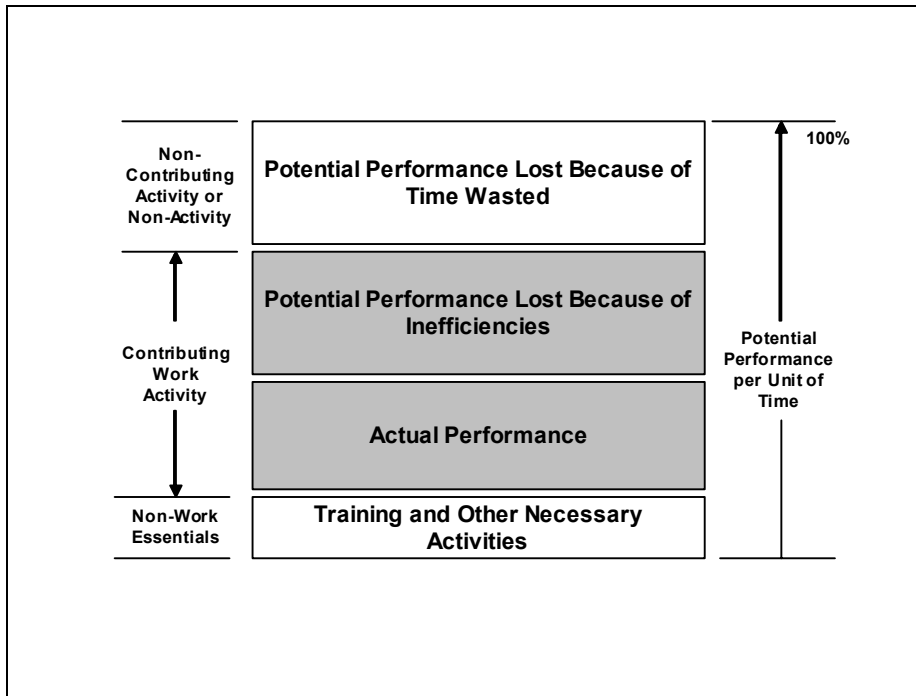 100%
Non-
Contributing
Activity or
Non-Activity
Potential Performance Lost Because of
Time Wasted
Potential Performance Lost Because of
Inefficiencies
Contributing
Work
Activity
Potential
Performance
per Unit of
Time
Actual Performance
Non-Work
Essentials
Training and Other Necessary
Activities